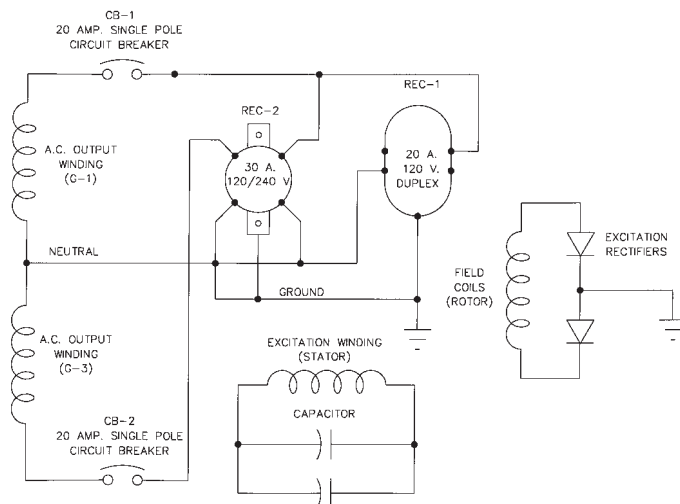 CB-1
20 AMP. SINGLE POLE
CIRCUIT BREAKER
REC-1
REC-2
A.C. OUTPUT
WINDING
(G-1)
30 A.
120/240 V
20 A.
120 V.
DUPLEX
NEUTRAL
GROUND
FIELD
COILS
(ROTOR)
EXCITATION
RECTIFIERS
A.C. OUTPUT
WINDING
(G-3)
EXCITATION WINDING
(STATOR)
CAPACITOR
CB-2
20 AMP. SINGLE POLE
CIRCUIT BREAKER